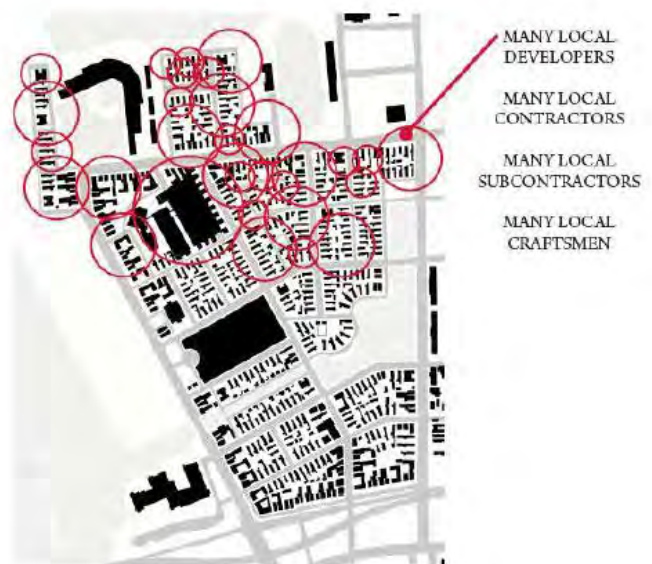 MANY LOCAL
DEVELOPERS
MANY LOCAL
CONTRACTORS
MANY LOCAL
SUBCONTRACTORS
MANY LOCAL
CRAFTSMEN